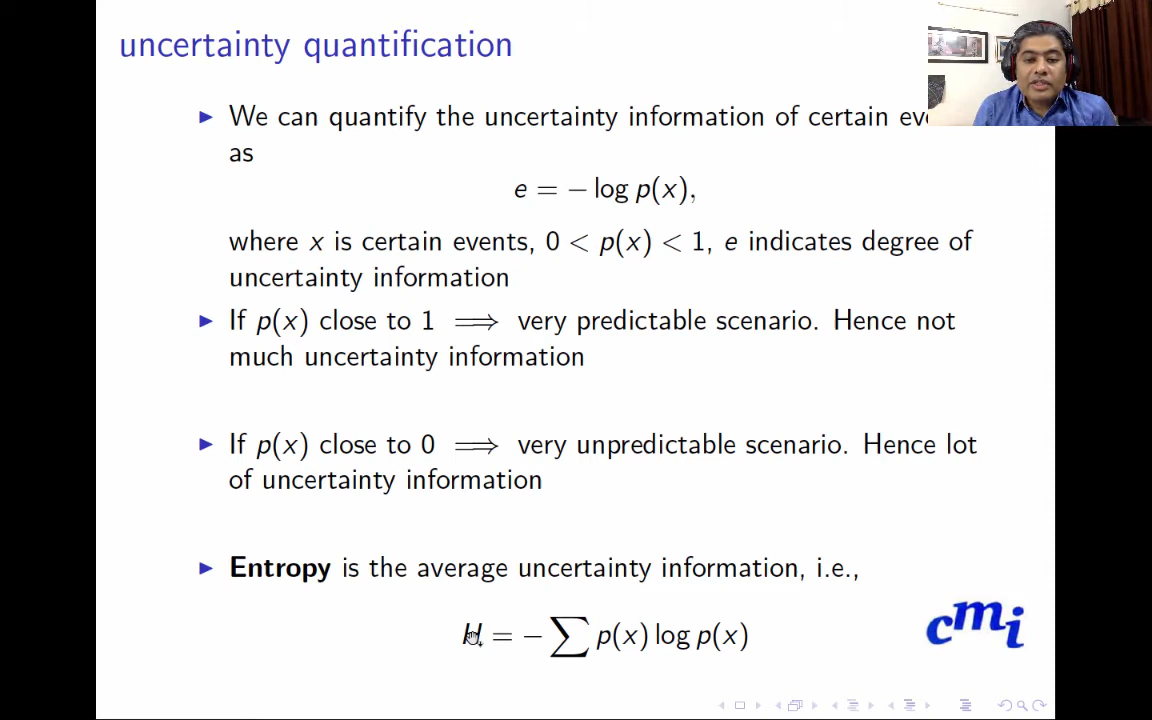 uncertainty quantification
▶ We can quantify the uncertainty information of certain
as
e = − log p(x),
where x is certain events, 0 < p(x) < 1, e indicates degree of
uncertainty information
▶ If p(x) close to 1 ⟹ very predictable scenario. Hence not
much uncertainty information
▶ If p(x) close to 0 ⟹ very unpredictable scenario. Hence lot
of uncertainty information
▶ Entropy is the average uncertainty information, i.e.,
H = − ∑ p(x) log p(x)
cmi